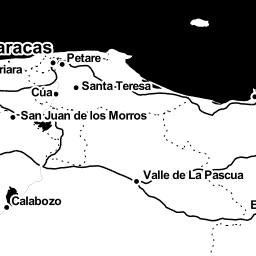 aracas
Petare
riara
Santa Teresa
Cúa
San Juan de los Morros
Valle de La Pascua
Calabozo
E